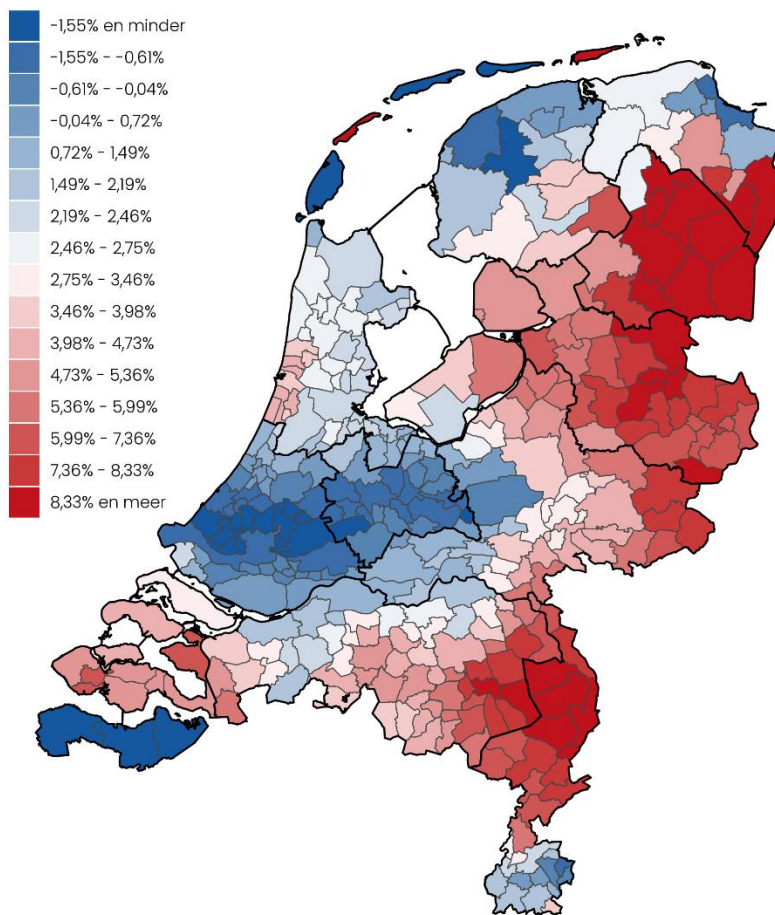 -1,55% en minder
-1,55% - -0,61%
-0,61% - -0,04%
-0,04% - 0,72%
0,72% - 1,49%
1,49% - 2,19%
2,19% - 2,46%
2,46% - 2,75%
2,75% - 3,46%
3,46% - 3,98%
3,98% - 4,73%
4,73% - 5,36%
5,36% - 5,99%
5,99% - 7,36%
7,36% - 8,33%
8,33% en meer